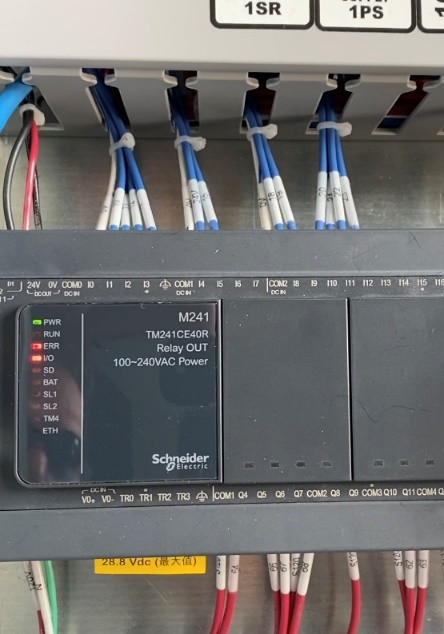 1SR
1PS
24V 0V COM0 I0 I1 I2 I3 COM1 I4 I5 I6 I7 COM2 I8 I9 I10 I11 I12 I13 I14 I15
DC OUT DC IN DC IN DC IN
PWR
RUN
ERR
I/O
SD
BAT
SL1
SL2
TM4
ETH
M241
TM241CE40R
Relay OUT
100~240VAC Power
Schneider
Electric
DC IN
V0+ V0- TR0 TR1 TR2 TR3 COM1 Q4 Q5 Q6 Q7 COM2 Q8 Q9 COM3 Q10 Q11 COM4
28.8 Vdc (最大值)